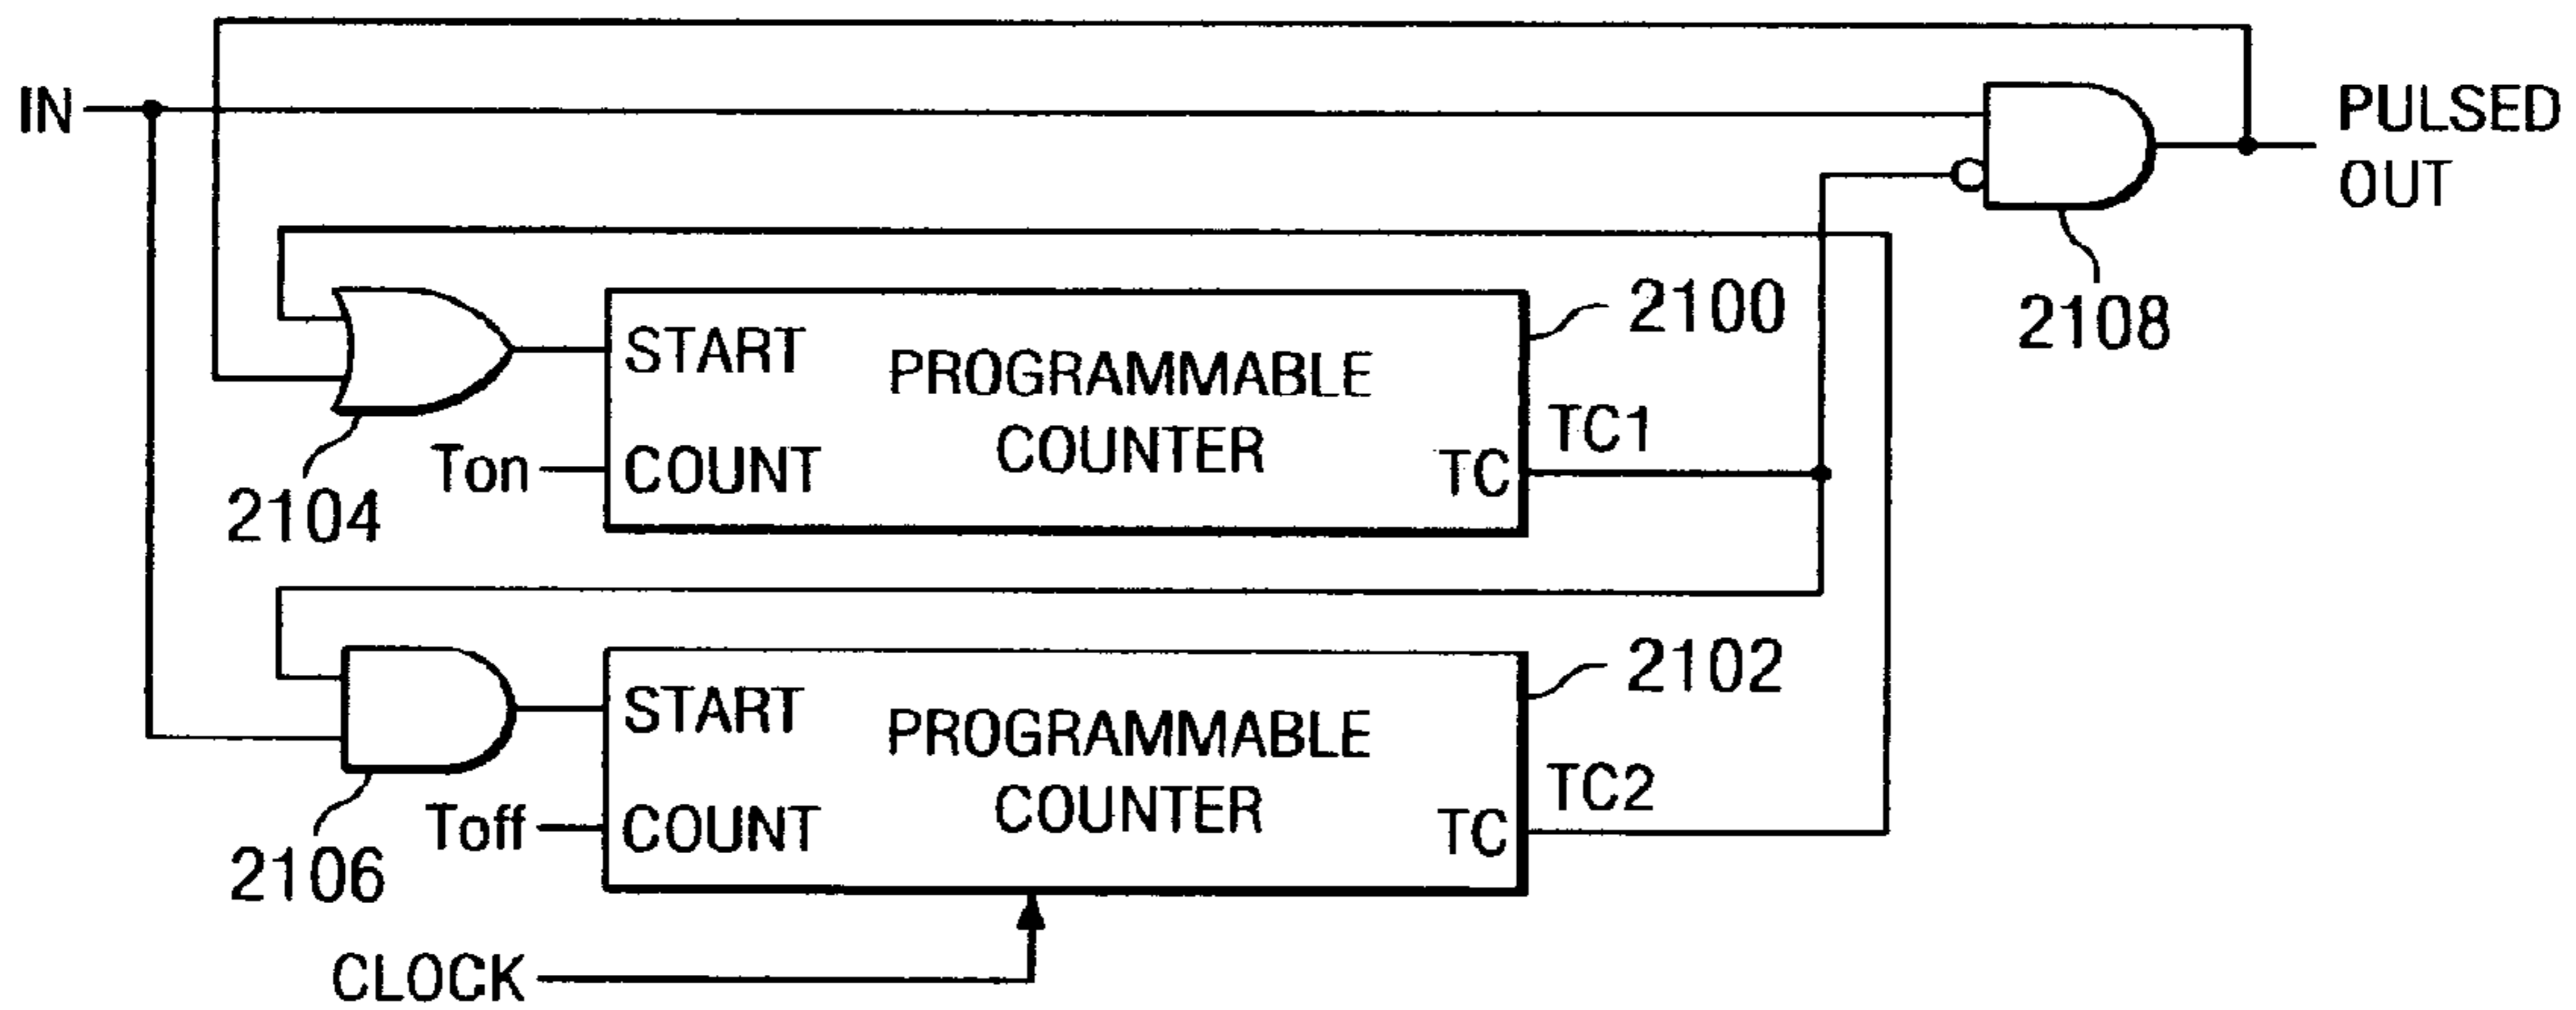 IN
PULSED
OUT
2108
START
PROGRAMMABLE
COUNTER
2100
Ton
COUNT
TC
TC1
2104
START
PROGRAMMABLE
COUNTER
2102
Toff
COUNT
TC
TC2
2106
CLOCK